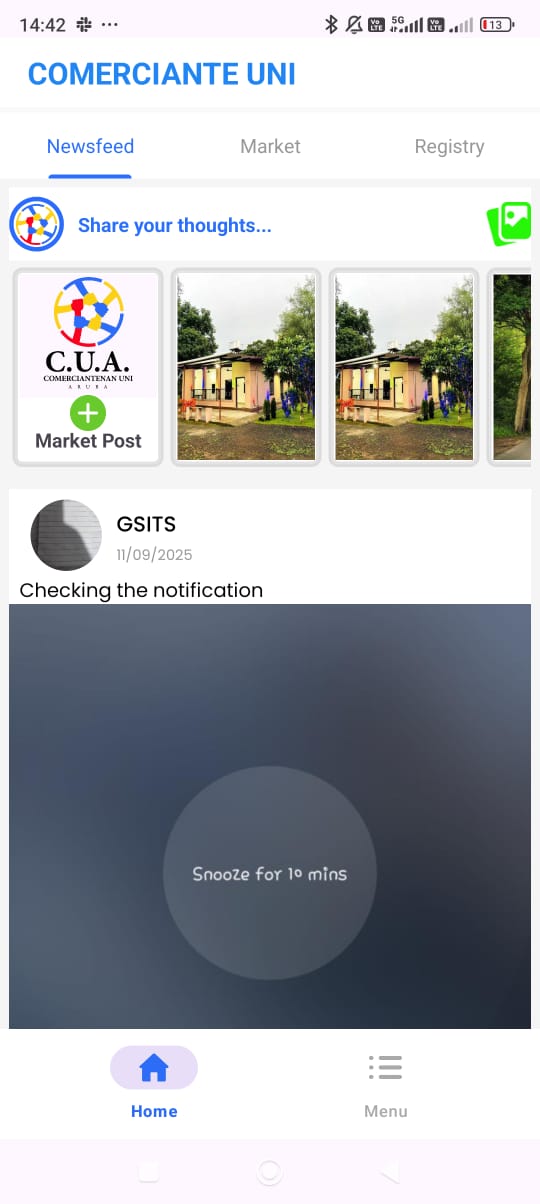 14:42
5G
13
COMERCIANTE UNI
Newsfeed Market Registry
Share your thoughts...
C.U.A.
COMERCIANTENAN UNI
ARUBA
Market Post
GSITS
11/09/2025
Checking the notification
Snooze for 10 mins
Home Menu